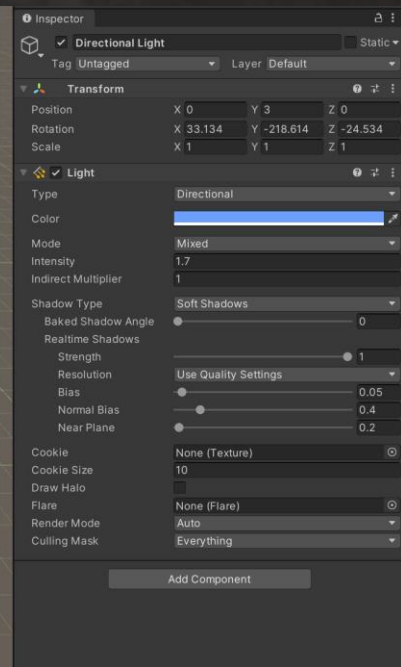 Inspector
Directional Light Static
Tag Untagged Layer Default
Transform
Position X 0 Y 3 Z 0
Rotation X 33.134 Y -218.614 Z -24.534
Scale X 1 Y 1 Z 1
Light
Type Directional
Color
Mode Mixed
Intensity 1.7
Indirect Multiplier 1
Shadow Type Soft Shadows
Baked Shadow Angle 0
Realtime Shadows
Strength 1
Resolution Use Quality Settings
Bias 0.05
Normal Bias 0.4
Near Plane 0.2
Cookie None (Texture)
Cookie Size 10
Draw Halo
Flare None (Flare)
Render Mode Auto
Culling Mask Everything
Add Component